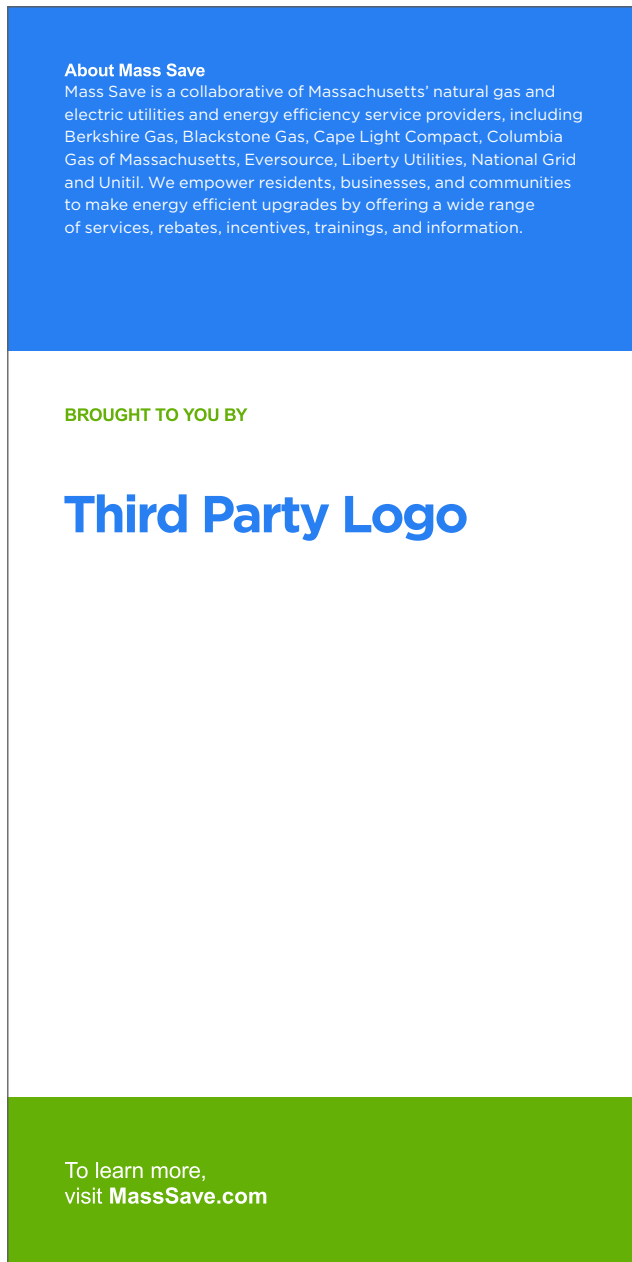 About Mass Save
Mass Save is a collaborative of Massachusetts’ natural gas and
electric utilities and energy efficiency service providers, including
Berkshire Gas, Blackstone Gas, Cape Light Compact, Columbia
Gas of Massachusetts, Eversource, Liberty Utilities, National Grid
and Unitil. We empower residents, businesses, and communities
to make energy efficient upgrades by offering a wide range
of services, rebates, incentives, trainings, and information.
BROUGHT TO YOU BY
Third Party Logo
To learn more,
visit MassSave.com